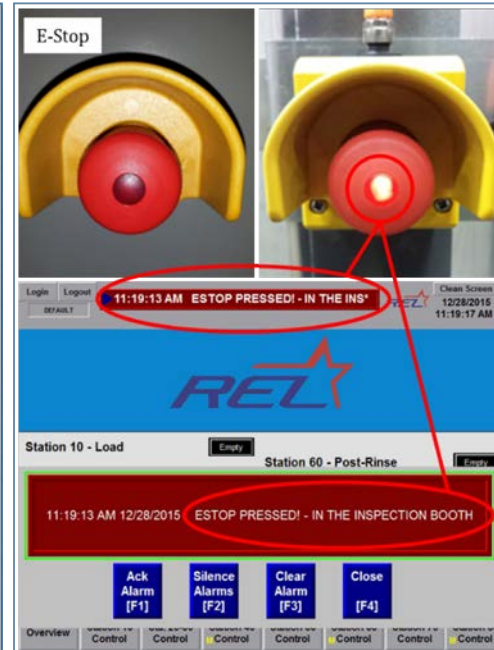 E-Stop
Login Logout
DEFAULT
11:19:13 AM ESTOP PRESSED! - IN THE INS*
REL
Clean Screen
12/28/2015
11:19:17 AM
REL
Station 10 - Load
Empty
Station 60 - Post-Rinse
Empty
11:19:13 AM 12/28/2015 ESTOP PRESSED! - IN THE INSPECTION BOOTH
Ack
Alarm
[F1]
Silence
Alarms
[F2]
Clear
Alarm
[F3]
Close
[F4]
Overview
Control
Control
Control
Control
Control
Control